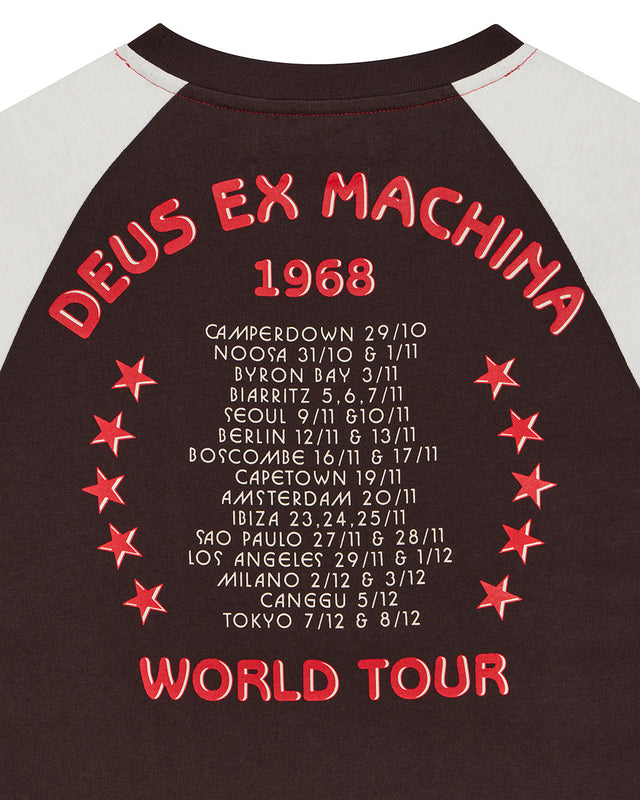 DEUS EX MACHINA
1968
CAMPERDOWN 29/10
NOOSA 31/10 & 1/11
BYRON BAY 3/11
BIARRITZ 5,6,7/11
SEOUL 9/11 &10/11
BERLIN 12/11 & 13/11
BOSCOMBE 16/11 & 17/11
CAPETOWN 19/11
AMSTERDAM 20/11
IBIZA 23,24,25/11
SAO PAULO 27/11 & 28/11
LOS ANGELES 29/11 & 1/12
MILANO 2/12 & 3/12
CANGGU 5/12
TOKYO 7/12 & 8/12
WORLD TOUR